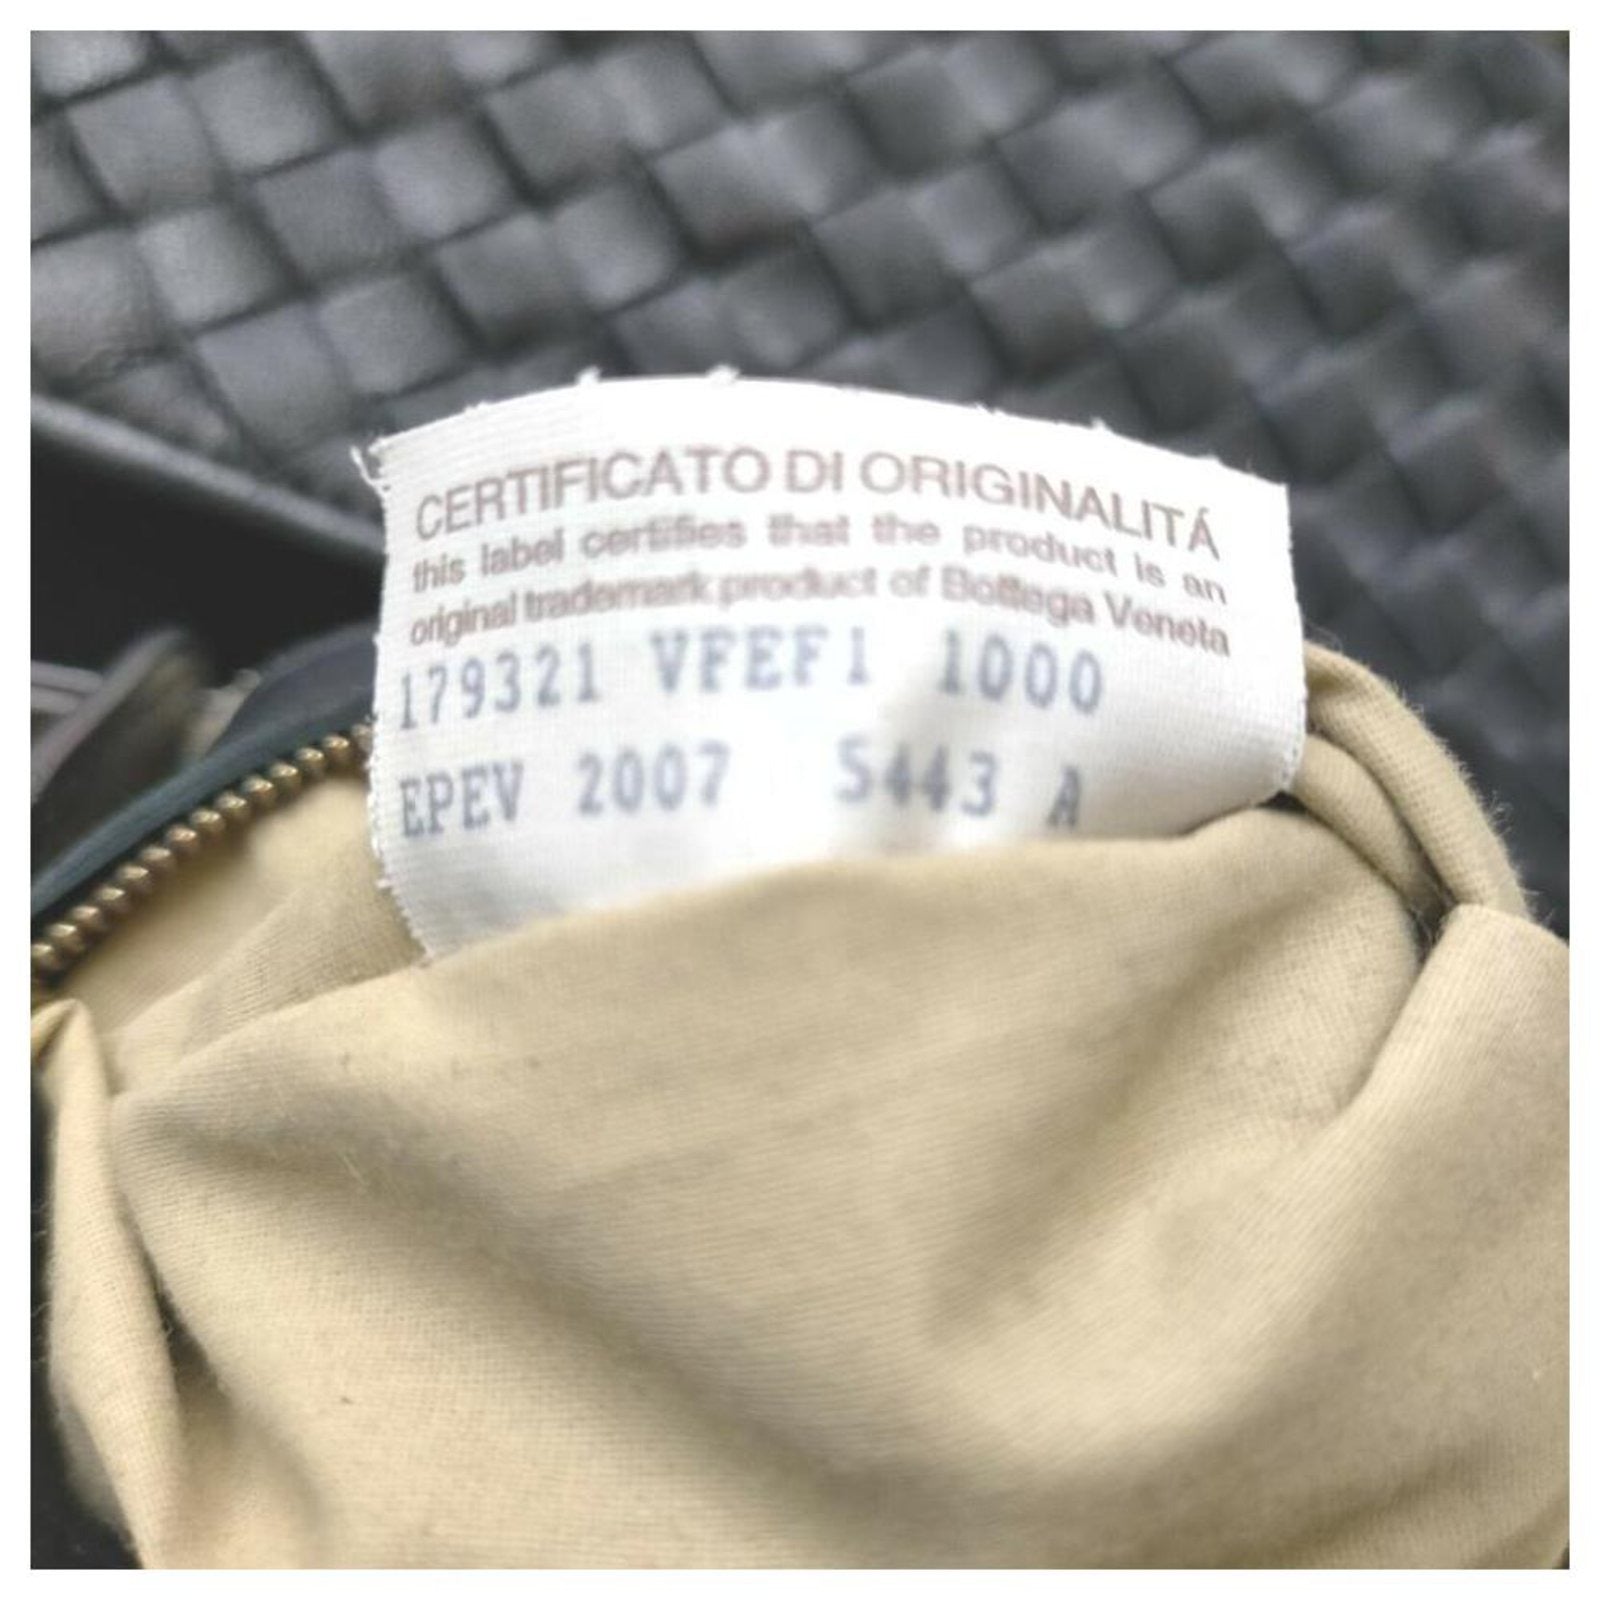 CERTIFICATO DI ORIGINALITÁ
this label certifies that the product is an
original trademark product of Bottega Veneta
179321 VFEF1 1000
EPEV 2007 5443 A